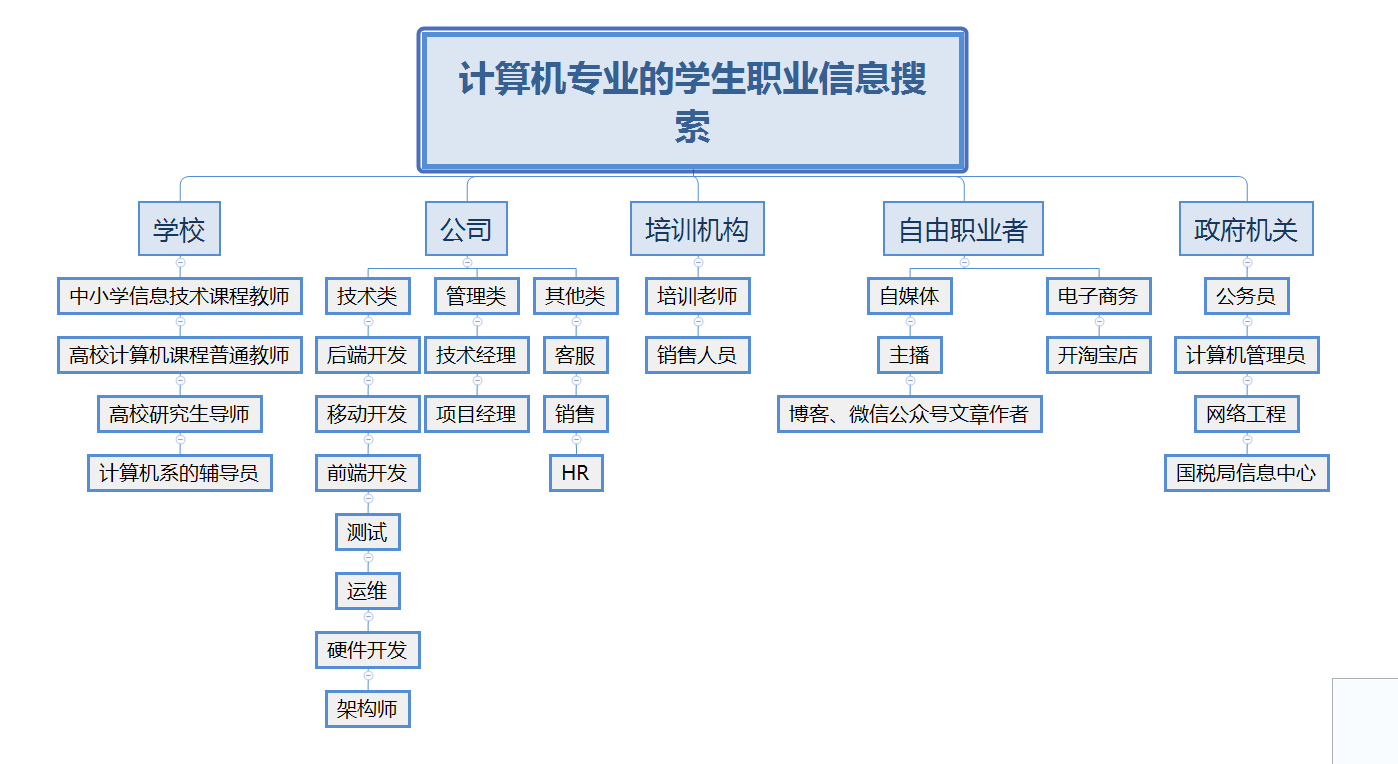 计算机专业的学生职业信息搜
索
学校
公司
培训机构
自由职业者
政府机关
中小学信息技术课程教师
技术类
管理类
其他类
培训老师
自媒体
电子商务
公务员
高校计算机课程普通教师
后端开发
技术经理
客服
销售人员
主播
开淘宝店
计算机管理员
高校研究生导师
移动开发
项目经理
销售
博客、微信公众号文章作者
网络工程
计算机系的辅导员
前端开发
HR
国税局信息中心
测试
运维
硬件开发
架构师